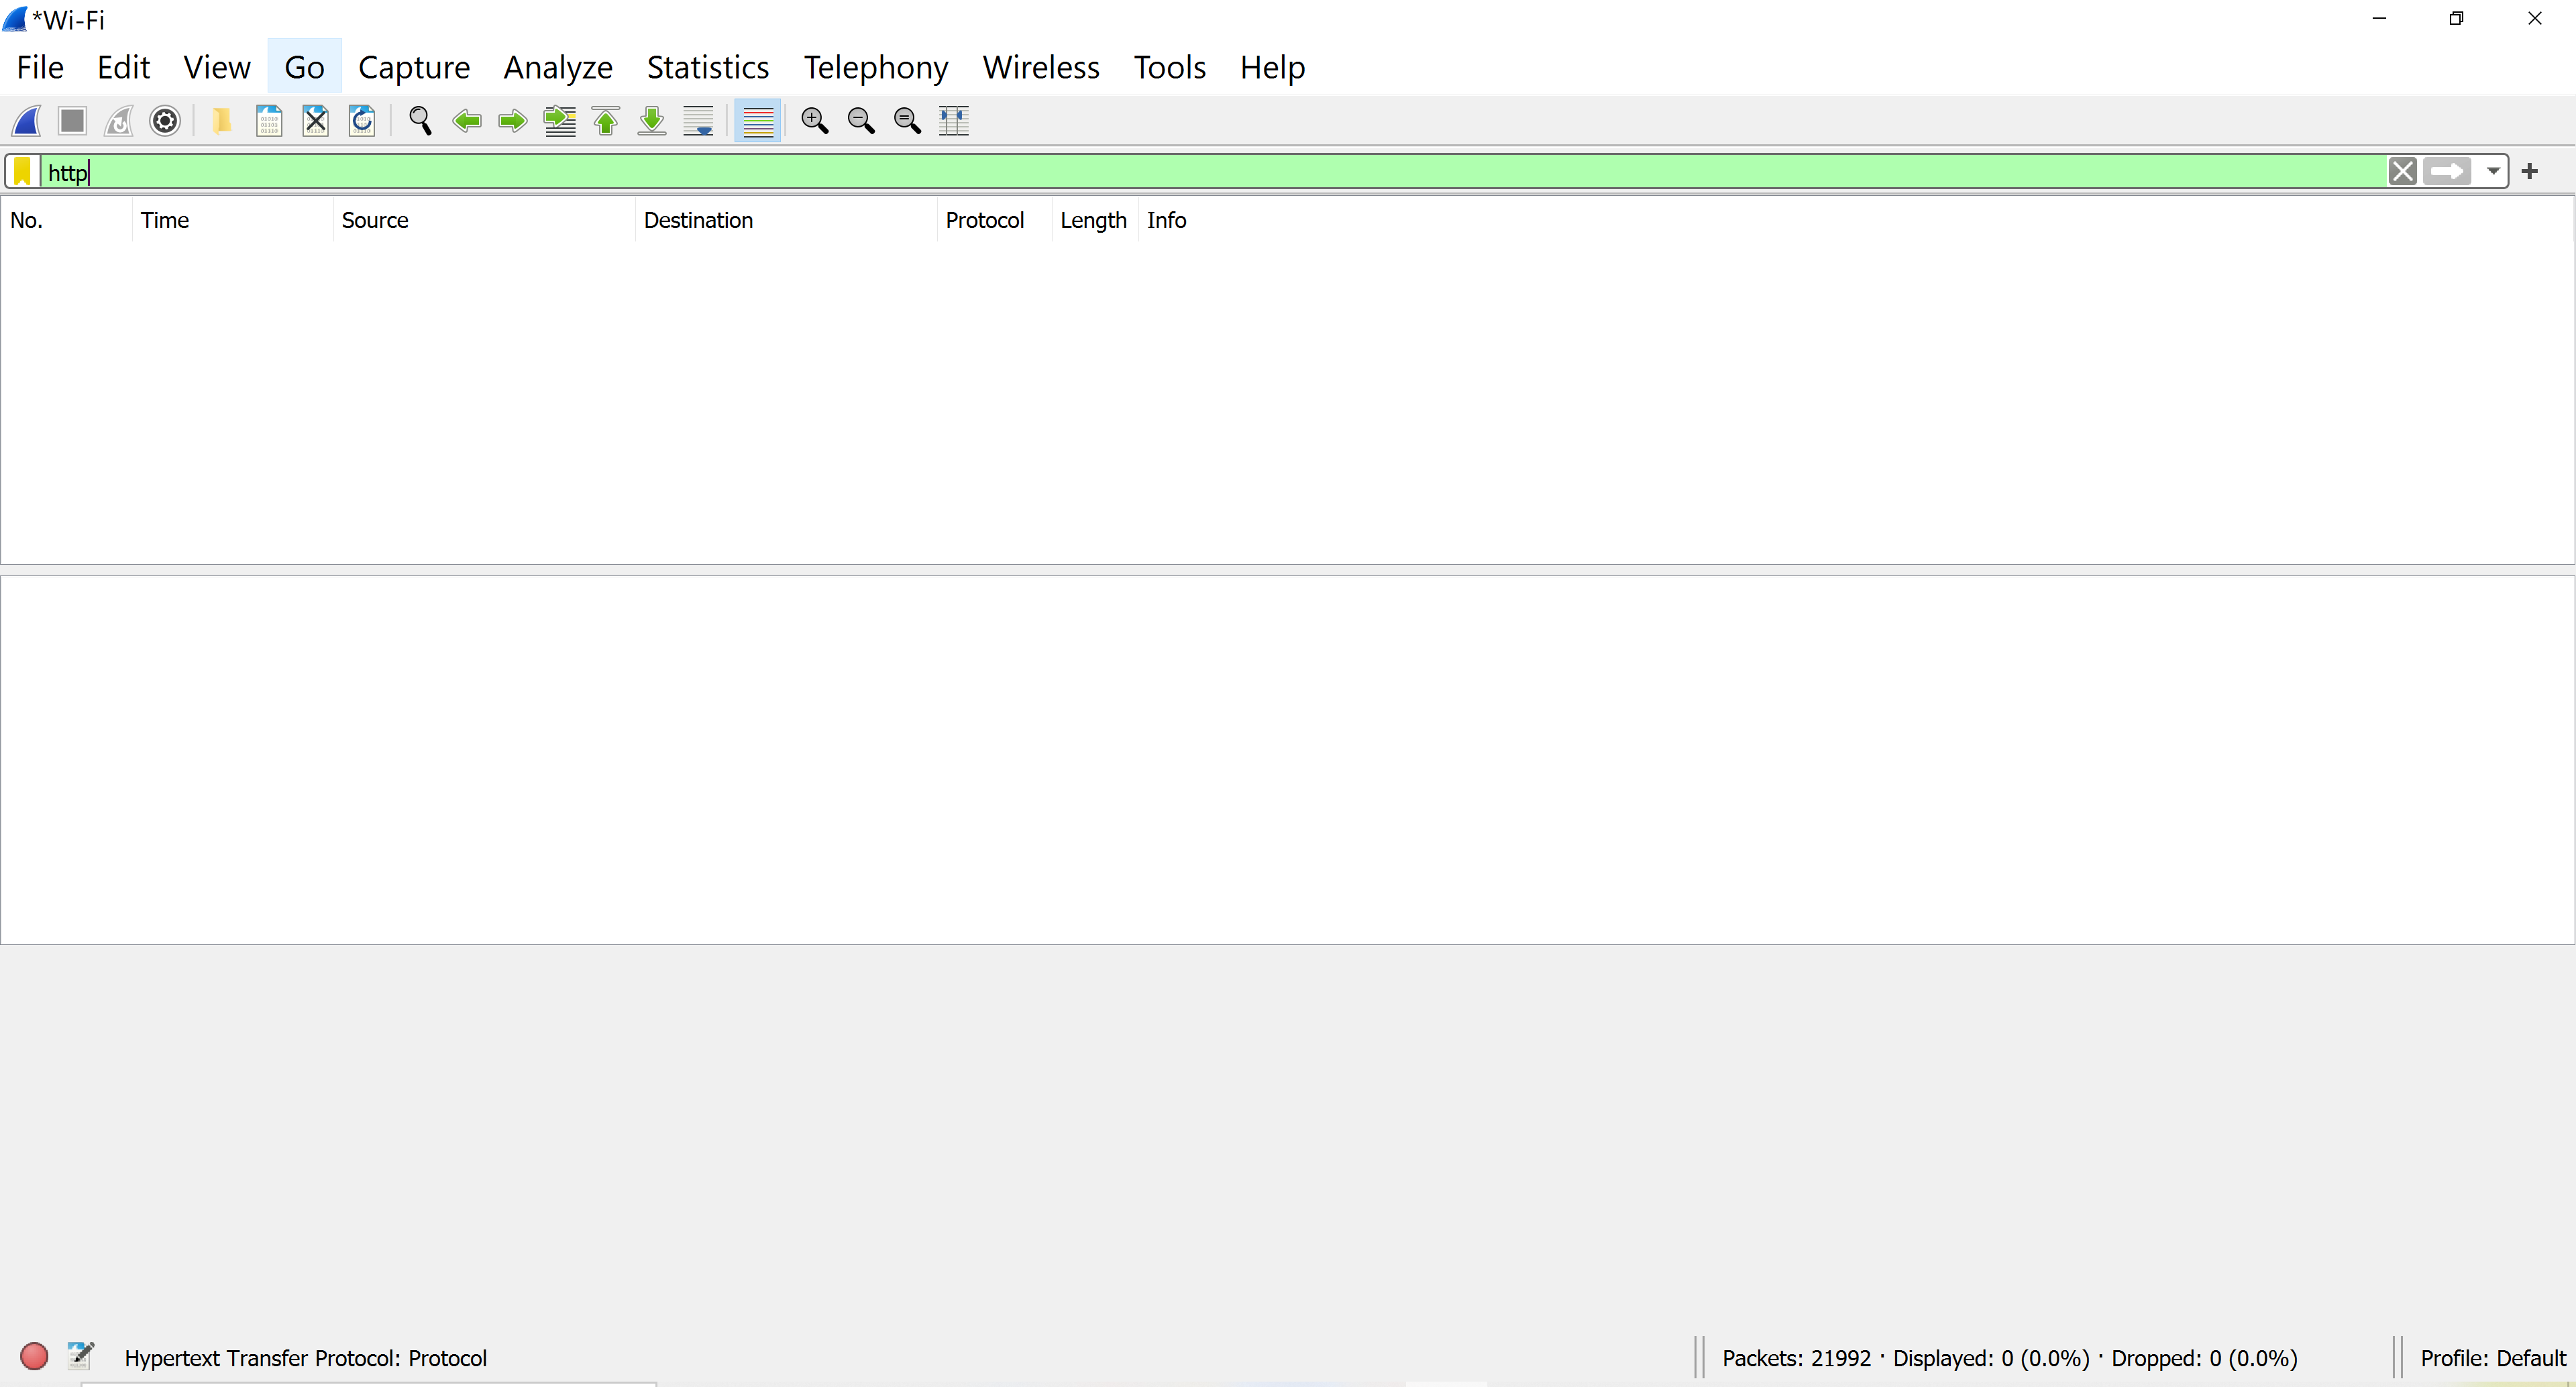 *Wi-Fi
File Edit View Go Capture Analyze Statistics Telephony Wireless Tools Help
http
No. Time Source Destination Protocol Length Info
Hypertext Transfer Protocol: Protocol Packets: 21992 · Displayed: 0 (0.0%) · Dropped: 0 (0.0%) Profile: Default